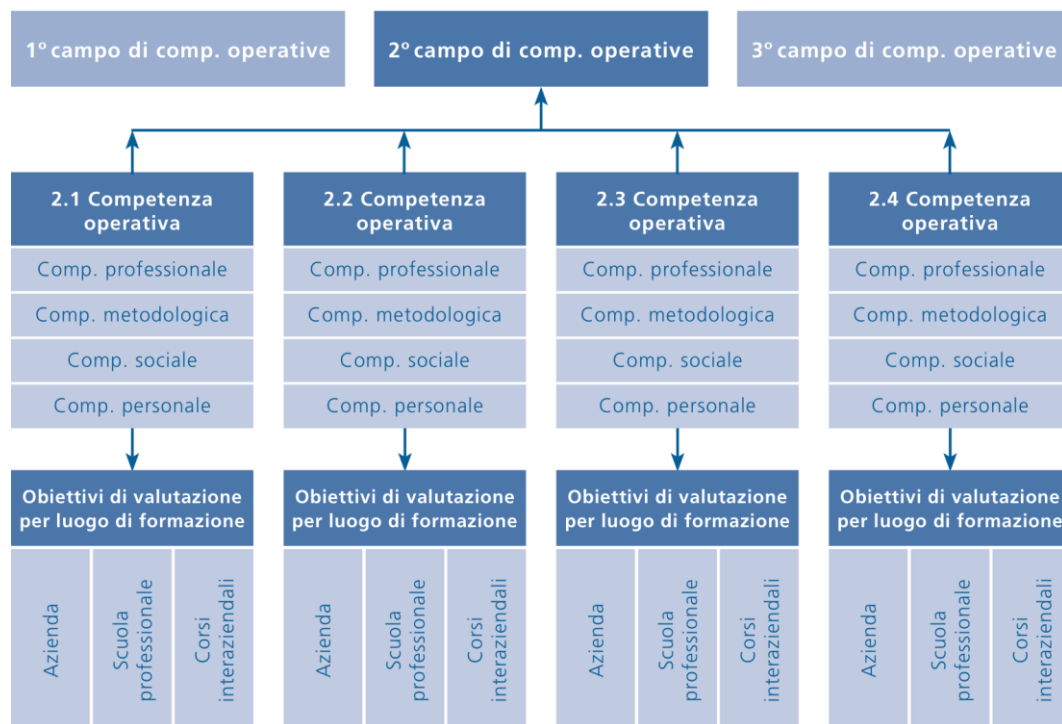 1º campo di comp. operative
2º campo di comp. operative
3º campo di comp. operative
2.1 Competenza
operativa
Comp. professionale
Comp. metodologica
Comp. sociale
Comp. personale
Obiettivi di valutazione
per luogo di formazione
Azienda
Scuola
professionale
Corsi
interaziendali
2.2 Competenza
operativa
Comp. professionale
Comp. metodologica
Comp. sociale
Comp. personale
Obiettivi di valutazione
per luogo di formazione
Azienda
Scuola
professionale
Corsi
interaziendali
2.3 Competenza
operativa
Comp. professionale
Comp. metodologica
Comp. sociale
Comp. personale
Obiettivi di valutazione
per luogo di formazione
Azienda
Scuola
professionale
Corsi
interaziendali
2.4 Competenza
operativa
Comp. professionale
Comp. metodologica
Comp. sociale
Comp. personale
Obiettivi di valutazione
per luogo di formazione
Azienda
Scuola
professionale
Corsi
interaziendali